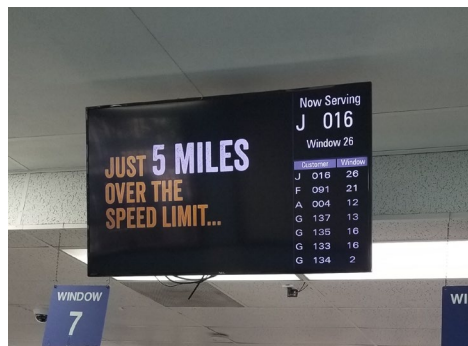 JUST 5 MILES
OVER THE
SPEED LIMIT...
Now Serving
J 016
Window 26
Customer Window
J 016 26
F 091 21
A 004 12
G 137 13
G 135 16
G 133 16
G 134 2
WINDOW
7
WI